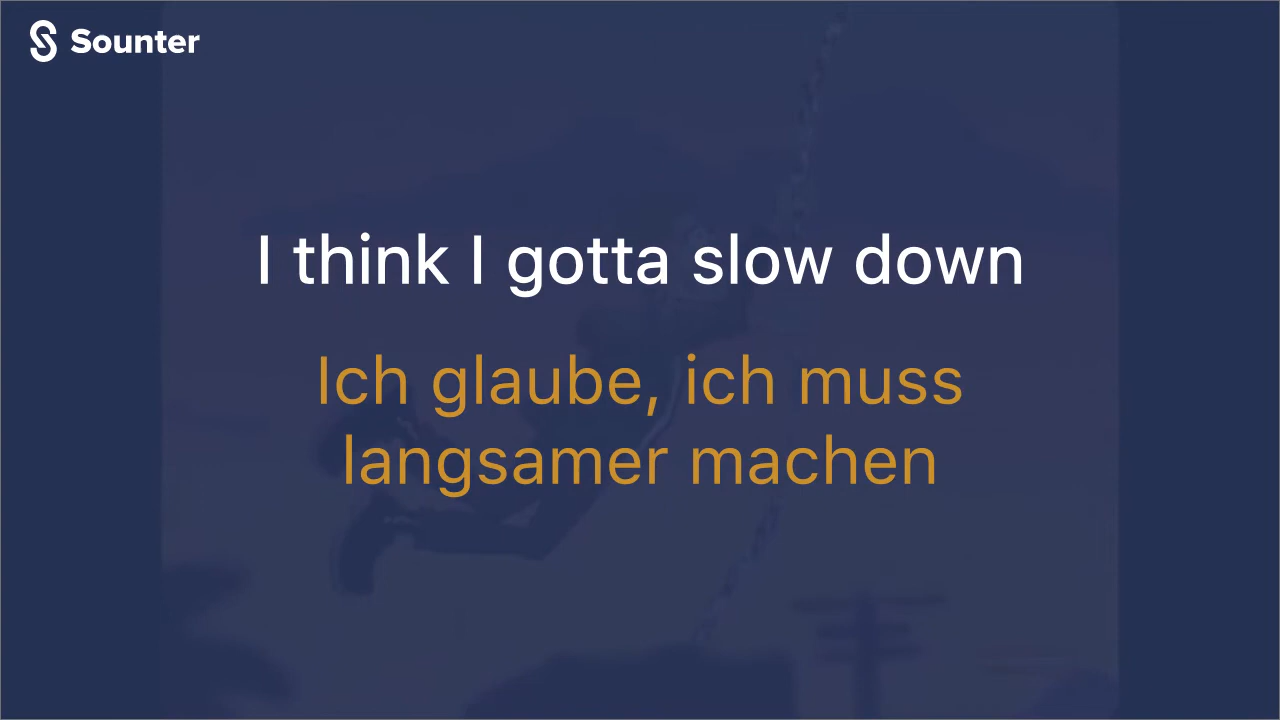 Sounter
I think I gotta slow down
Ich glaube, ich muss
langsamer machen